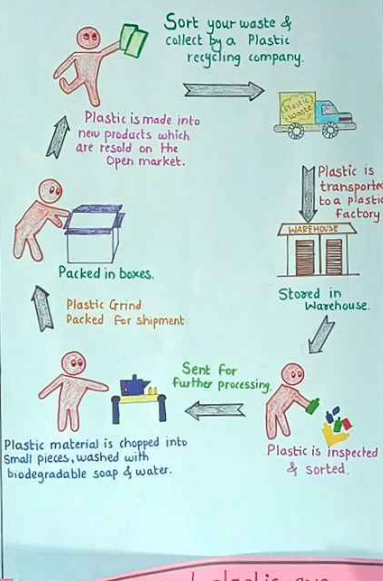 Sort your waste &
collect by a Plastic
recycling company.
Plastic
Waste
Plastic is made into
new products which
are resold on the
Open market.
Plastic is
transported
to a plastic
factory
WAREHOUSE
Packed in boxes.
Stored in
Warehouse.
Plastic Grind
Packed for shipment.
Sent for
further processing.
Plastic material is chopped into
Small pieces, washed with
biodegradable soap & water.
Plastic is inspected
& sorted.